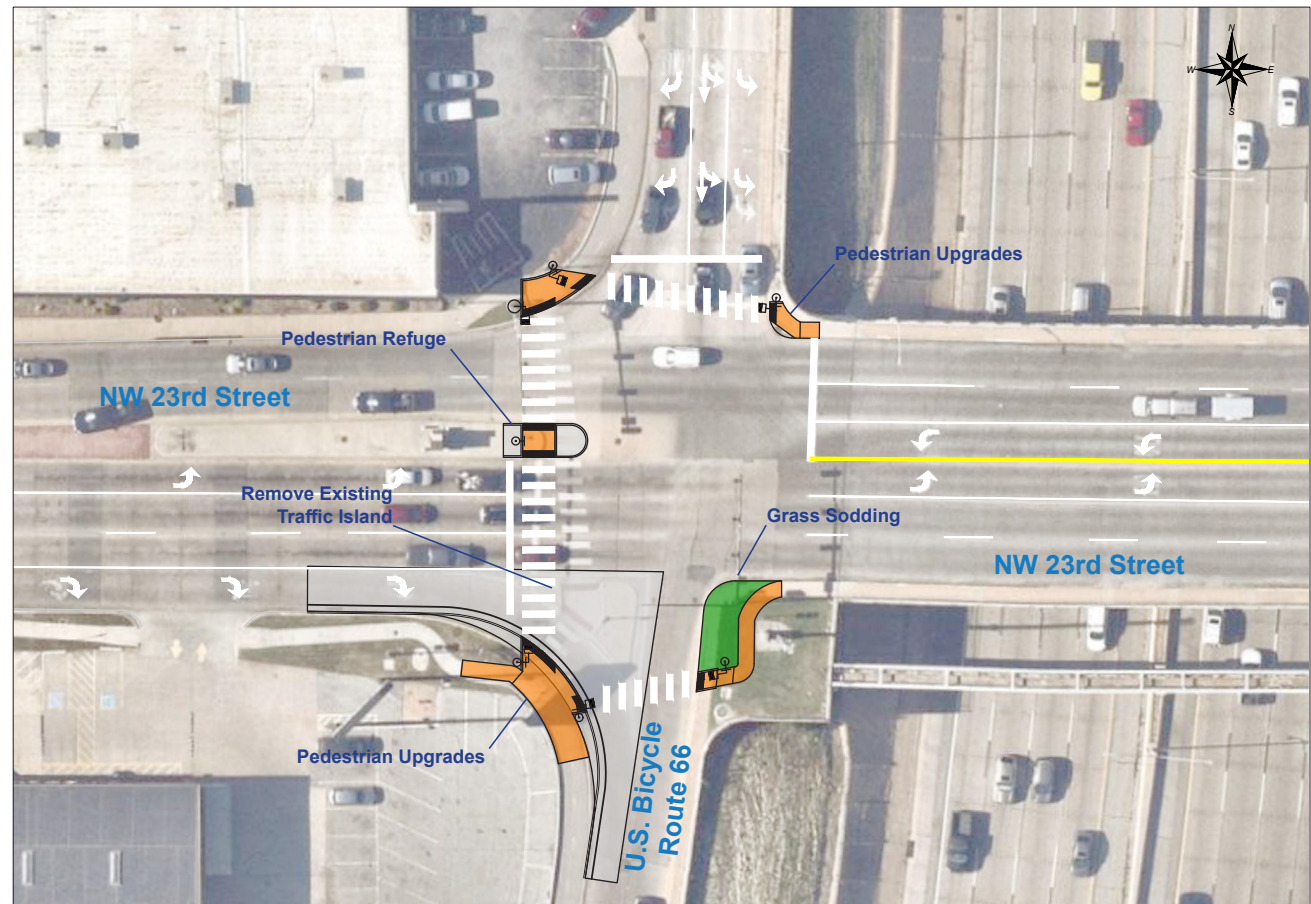 N
W
E
S
Pedestrian Upgrades
Pedestrian Refuge
NW 23rd Street
Remove Existing
Traffic Island
Grass Sodding
NW 23rd Street
Pedestrian Upgrades
U.S. Bicycle
Route 66